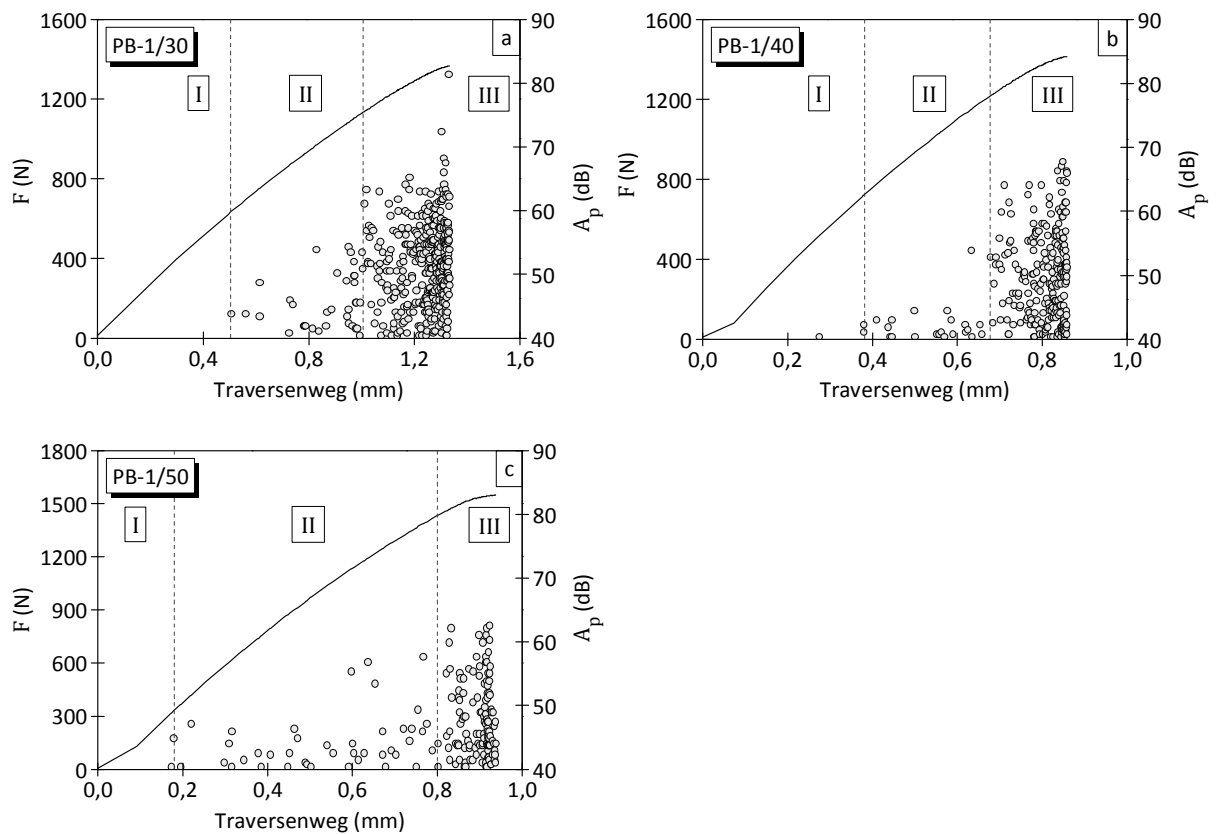 PB-1/30
a
I
II
III
F (N)
1600
1200
800
400
0
90
80
70
60
50
40
A_p (dB)
0,0 0,4 0,8 1,2 1,6
Traversenweg (mm)
PB-1/40
b
I
II
III
F (N)
1600
1200
800
400
0
90
80
70
60
50
40
A_p (dB)
0,0 0,2 0,4 0,6 0,8 1,0
Traversenweg (mm)
PB-1/50
c
I
II
III
F (N)
1800
1500
1200
900
600
300
0
90
80
70
60
50
40
A_p (dB)
0,0 0,2 0,4 0,6 0,8 1,0
Traversenweg (mm)